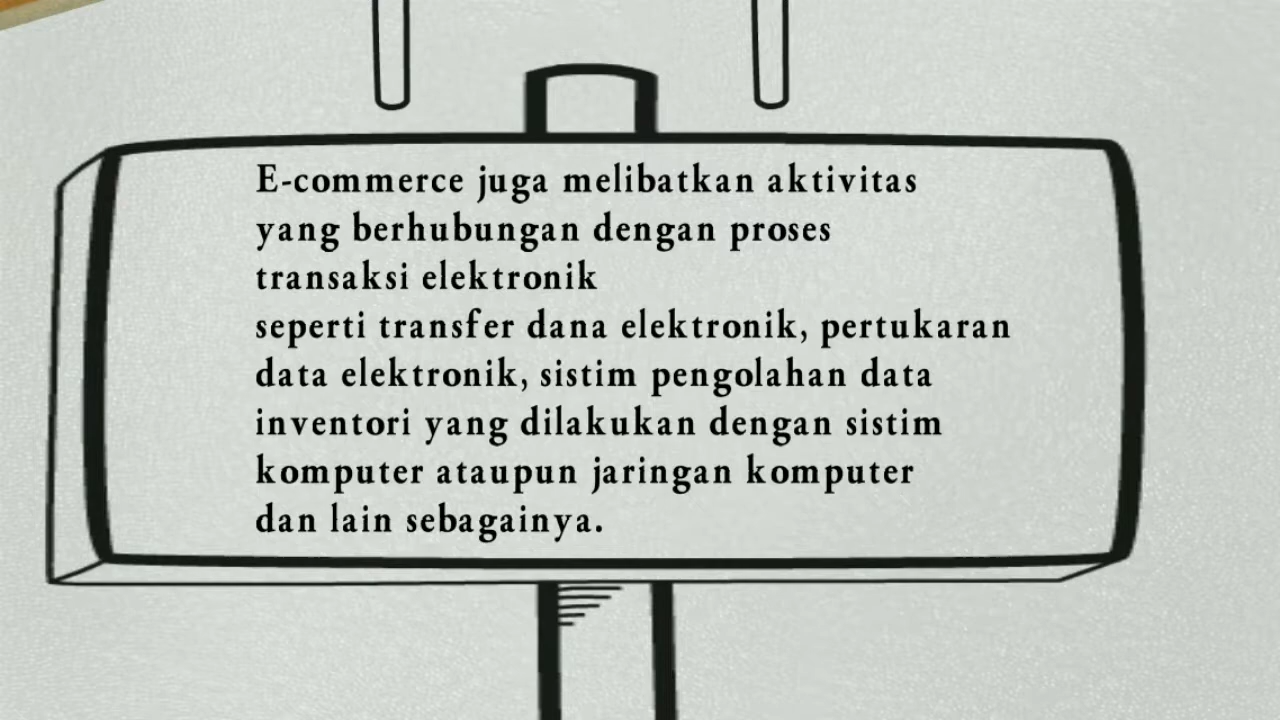 E-commerce juga melibatkan aktivitas
yang berhubungan dengan proses
transaksi elektronik
seperti transfer dana elektronik, pertukaran
data elektronik, sistim pengolahan data
inventori yang dilakukan dengan sistim
komputer ataupun jaringan komputer
dan lain sebagainya.